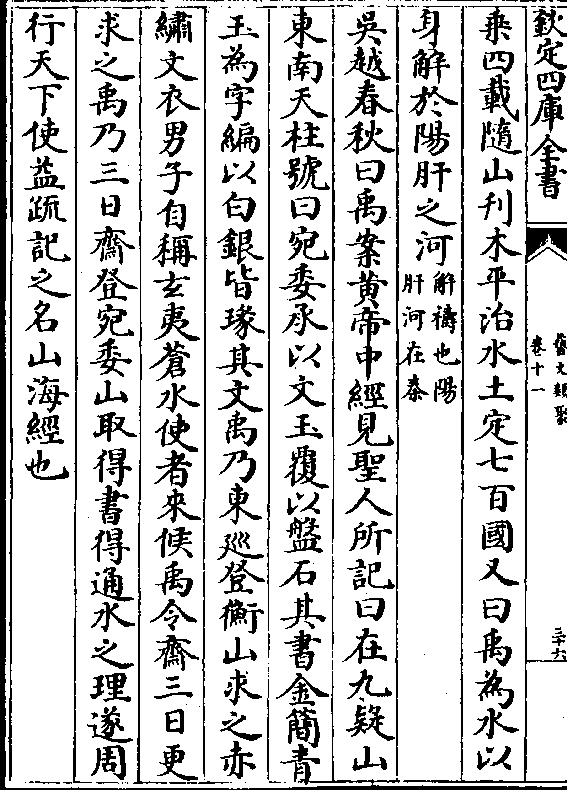 欽定四庫全書
藝文類聚
卷十一
三十六
乘四載隨山刋木平治水土定七百國又曰禹為水以
身解於陽肝之河解禱也陽
肝河在秦
吳越春秋曰禹案黄帝中經見聖人所記曰在九疑山
東南天柱號曰宛委承以文玉覆以盤石其書金簡青
玉為字編以白銀皆瑑其文禹乃東廵登衡山求之赤
繡文衣男子自稱玄夷蒼水使者來候禹令齋三日更
求之禹乃三日齋登宛委山取得書得通水之理遂周
行天下使益疏記之名山海經也